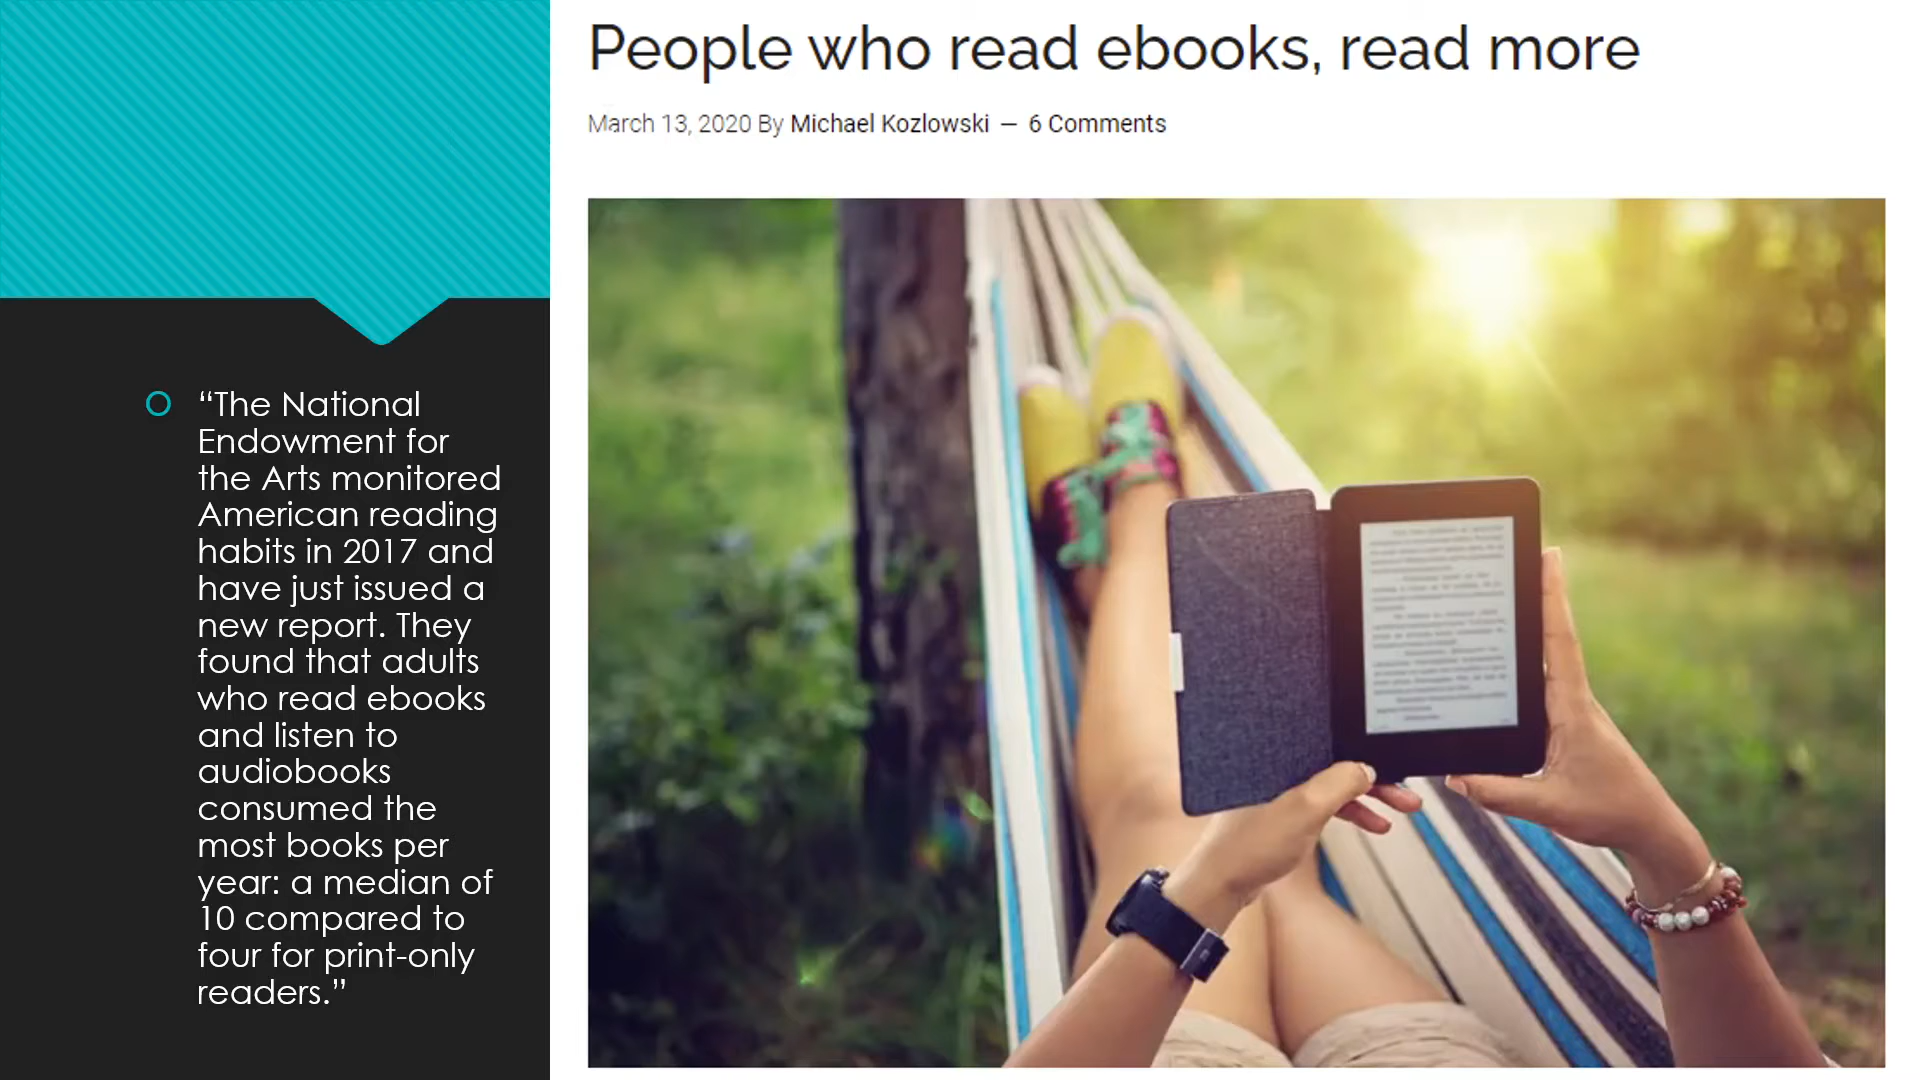 People who read ebooks, read more
March 13, 2020 By Michael Kozlowski — 6 Comments
“The National
Endowment for
the Arts monitored
American reading
habits in 2017 and
have just issued a
new report. They
found that adults
who read ebooks
and listen to
audiobooks
consumed the
most books per
year: a median of
10 compared to
four for print-only
readers.”